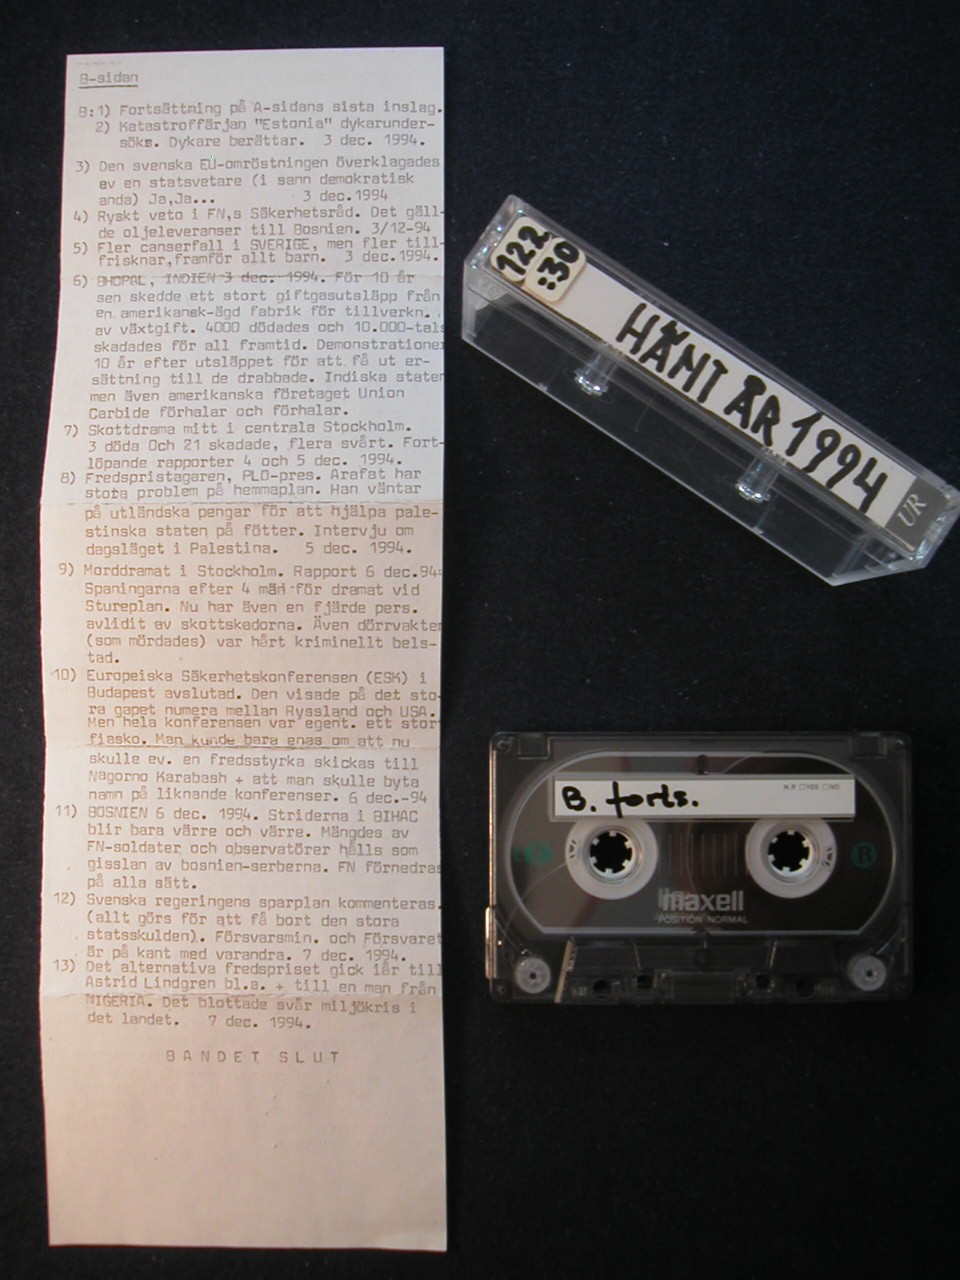 B-sidan
B:1) Fortsättning på A-sidans sista inslag.
2) Katastroffärjan "Estonia" dykarunder-
söks. Dykare berättar. 3 dec. 1994.
3) Den svenska EU-omröstningen överklagades
av en statsvetare (i sann demokratisk
anda) Ja,Ja... 3 dec.1994
4) Ryskt veto i FN,s Säkerhetsråd. Det gäll-
de oljeleveranser till Bosnien. 3/12-94
5) Fler canserfall i SVERIGE, men fler till-
frisknar,framför allt barn. 3 dec.1994.
6) BHOPAL, INDIEN 3 dec. 1994. För 10 år
sen skedde ett stort giftgasutsläpp från
en amerikansk-ägd fabrik för tillverkn.
av växtgift. 4000 dödades och 10.000-tals
skadades för all framtid. Demonstrationer
10 år efter utsläppet för att få ut er-
sättning till de drabbade. Indiska staten
men även amerikanska företaget Union
Carbide förhalar och förhalar.
7) Skottdrama mitt i centrala Stockholm.
3 döda Och 21 skadade, flera svårt. Fort-
löpande rapporter 4 och 5 dec. 1994.
8) Fredspristagaren, PLO-pres. Arafat har
stora problem på hemmaplan. Han väntar
på utländska pengar för att hjälpa pale-
stinska staten på fötter. Intervju om
dagsläget i Palestina. 5 dec. 1994.
9) Morddramat i Stockholm. Rapport 6 dec.94
Spaningarna efter 4 män för dramat vid
Stureplan. Nu har även en fjärde pers.
avlidit av skottskadorna. Även dörrvakten
(som mördades) var hårt kriminellt bels-
tad.
10) Europeiska Säkerhetskonferensen (ESK) i
Budapest avslutad. Den visade på det sto-
ra gapet numera mellan Ryssland och USA.
Men hela konferensen var egent. ett stort
fiasko. Man kunde bara enas om att nu
skulle ev. en fredsstyrka skickas till
Nagorno Karabash + att man skulle byta
namn på liknande konferenser. 6 dec.-94
11) BOSNIEN 6 dec. 1994. Striderna i BIHAC
blir bara värre och värre. Mängdes av
FN-soldater och observatörer hålls som
gisslan av bosnien-serberna. FN förnedras
på alla sätt.
12) Svenska regeringens sparplan kommenteras.
(allt görs för att få bort den stora
statsskulden). Försvarsmin. och Försvaret
är på kant med varandra. 7 dec. 1994.
13) Det alternativa fredspriset gick iår till
Astrid Lindgren bl.a. + till en man från
NIGERIA. Det blottade svår miljökris i
det landet. 7 dec. 1994.
BANDET SLUT
122
:30
HÄNT ÅR 1994
UR
B. forts.
N.R □YES □NO
B
maxell
POSITION NORMAL